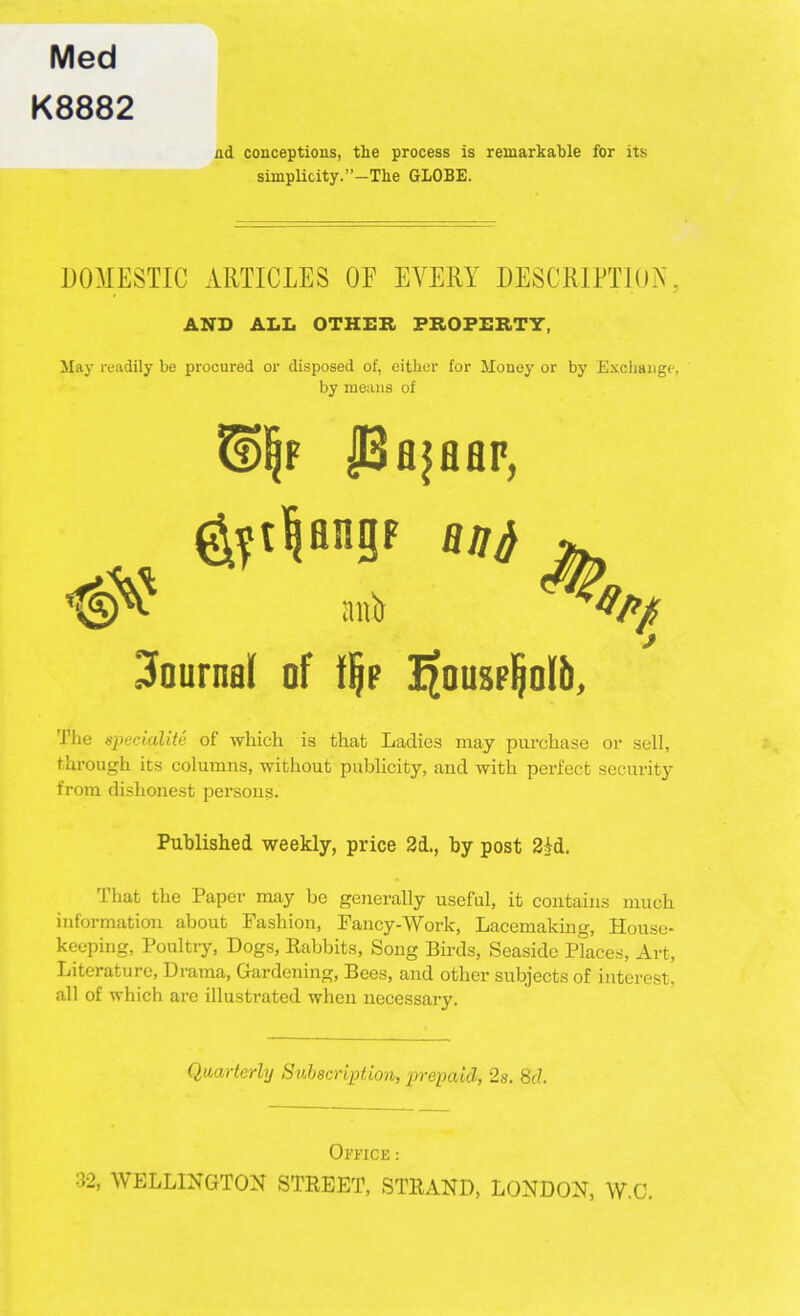 Med
K8882
nd conceptions, the process is remarkable for its
simplicity.”—The GLOBE.
DOMESTIC ARTICLES OF EVERY DESCRIPTION,
AND ALL OTHER PROPERTY,
May readily be procured or disposed of, either for Money or by Exchange,
by means of
The Bazaar,
The Exchange and Mart,
and
Journal of the Household,
The specialité of which is that Ladies may purchase or sell,
through its columns, without publicity, and with perfect security
from dishonest persons.
Published weekly, price 2d., by post 2½d.
That the Paper may be generally useful, it contains much
information about Fashion, Fancy-Work, Lacemaking, House-
keeping, Poultry, Dogs, Rabbits, Song Birds, Seaside Places, Art,
Literature, Drama, Gardening, Bees, and other subjects of interest,
all of which are illustrated when necessary.
Quarterly Subscription, prepaid, 2s. 8d.
OFFICE :
32, WELLINGTON STREET, STRAND, LONDON, W.C.